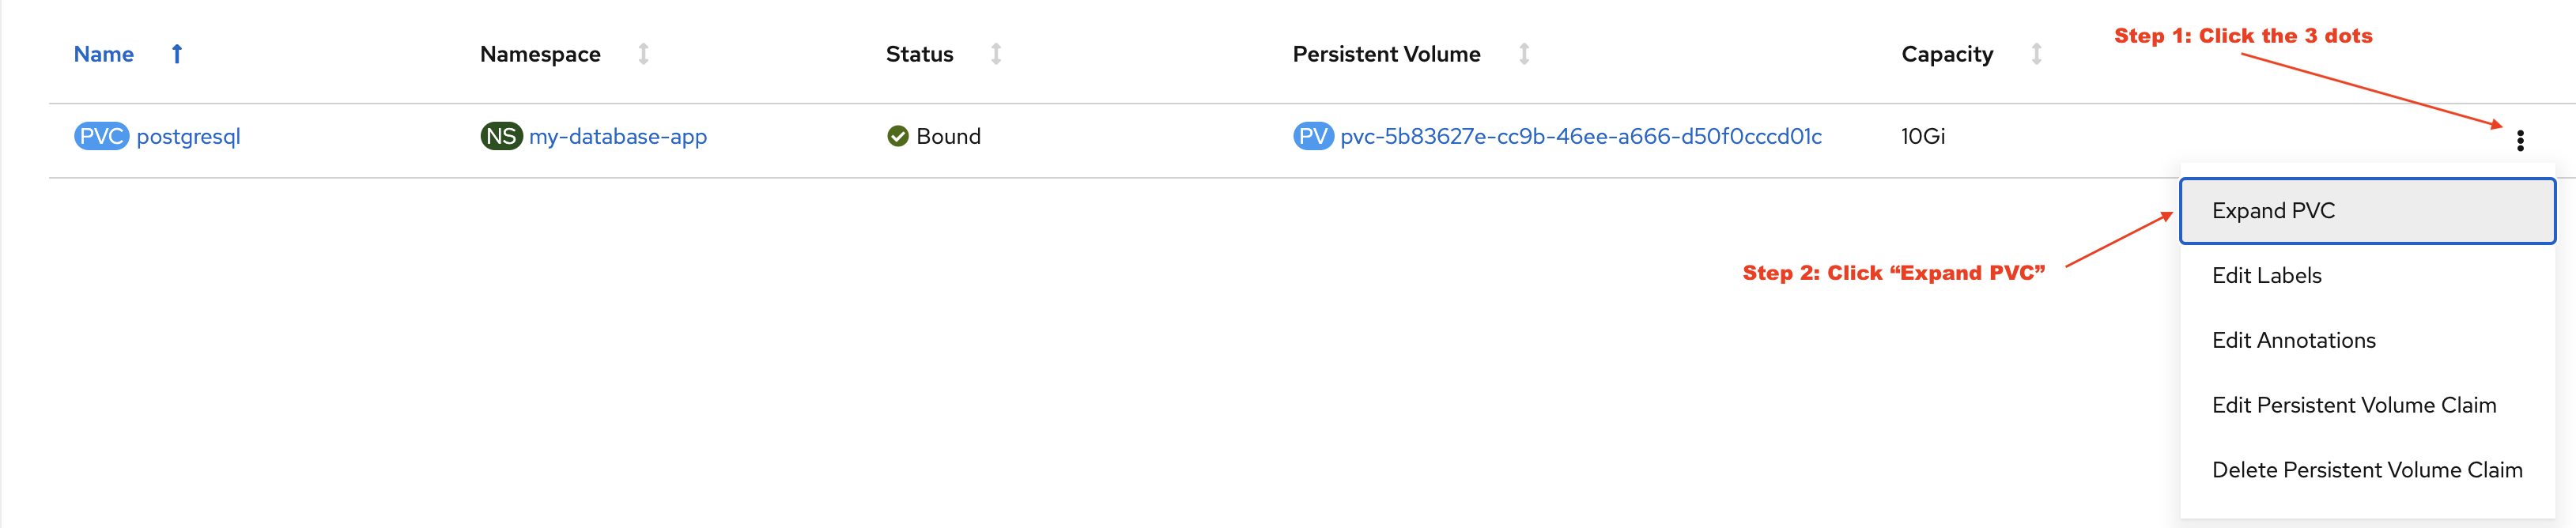 Step 1: Click the 3 dots
Name Namespace Status Persistent Volume Capacity
PVC postgresql NS my-database-app Bound PV pvc-5b83627e-cc9b-46ee-a666-d50f0cccd01c 10Gi
Expand PVC
Step 2: Click “Expand PVC”
Edit Labels
Edit Annotations
Edit Persistent Volume Claim
Delete Persistent Volume Claim